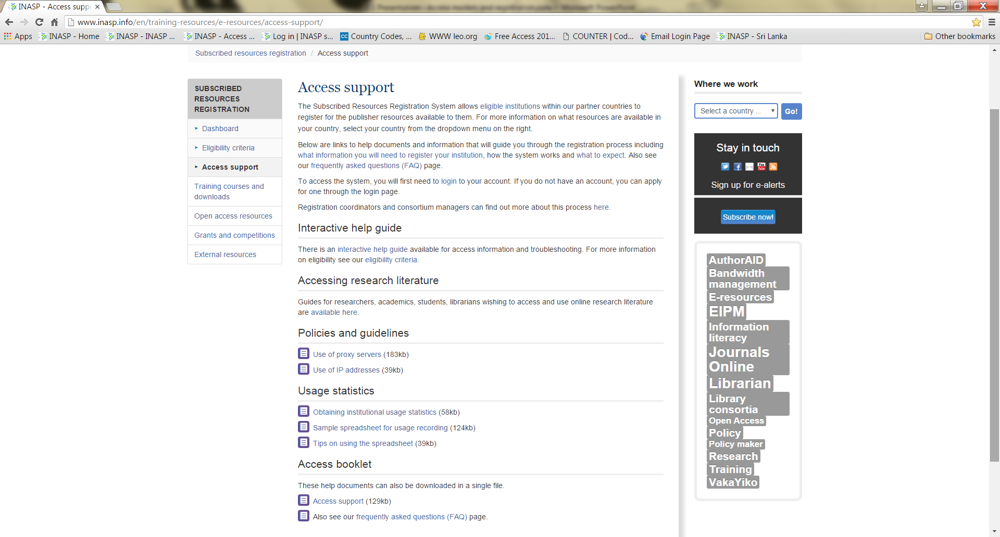 INASP - Access supp
Presentation - Access models and registration.pptx - Microsoft PowerPoint
www.inasp.info/en/training-resources/e-resources/access-support/
Apps INASP - Home INASP - INASP ... INASP - Access ... Log in | INASP s... Country Codes, ... WWW leo.org Free Access 201... COUNTER | Cod... Email Login Page INASP - Sri Lanka Other bookmarks
Subscribed resources registration / Access support
SUBSCRIBED
RESOURCES
REGISTRATION
Dashboard
Eligibility criteria
Access support
Training courses and
downloads
Open access resources
Grants and competitions
External resources
Access support
The Subscribed Resources Registration System allows eligible institutions within our partner countries to
register for the publisher resources available to them. For more information on what resources are available in
your country, select your country from the dropdown menu on the right.
Below are links to help documents and information that will guide you through the registration process including
what information you will need to register your institution, how the system works and what to expect. Also see
our frequently asked questions (FAQ) page.
To access the system, you will first need to login to your account. If you do not have an account, you can apply
for one through the login page.
Registration coordinators and consortium managers can find out more about this process here.
Interactive help guide
There is an interactive help guide available for access information and troubleshooting. For more information
on eligibility see our eligibility criteria.
Accessing research literature
Guides for researchers, academics, students, librarians wishing to access and use online research literature
are available here.
Policies and guidelines
Use of proxy servers (183kb)
Use of IP addresses (39kb)
Usage statistics
Obtaining institutional usage statistics (58kb)
Sample spreadsheet for usage recording (124kb)
Tips on using the spreadsheet (39kb)
Access booklet
These help documents can also be downloaded in a single file.
Access support (129kb)
Also see our frequently asked questions (FAQ) page.
Where we work
Select a country ... Go!
Stay in touch
You
Tube
Sign up for e-alerts
Subscribe now!
AuthorAID
Bandwidth
management
E-resources
EIPM
Information
literacy
Journals
Online
Librarian
Library
consortia
Open Access
Policy
Policy maker
Research
Training
VakaYiko